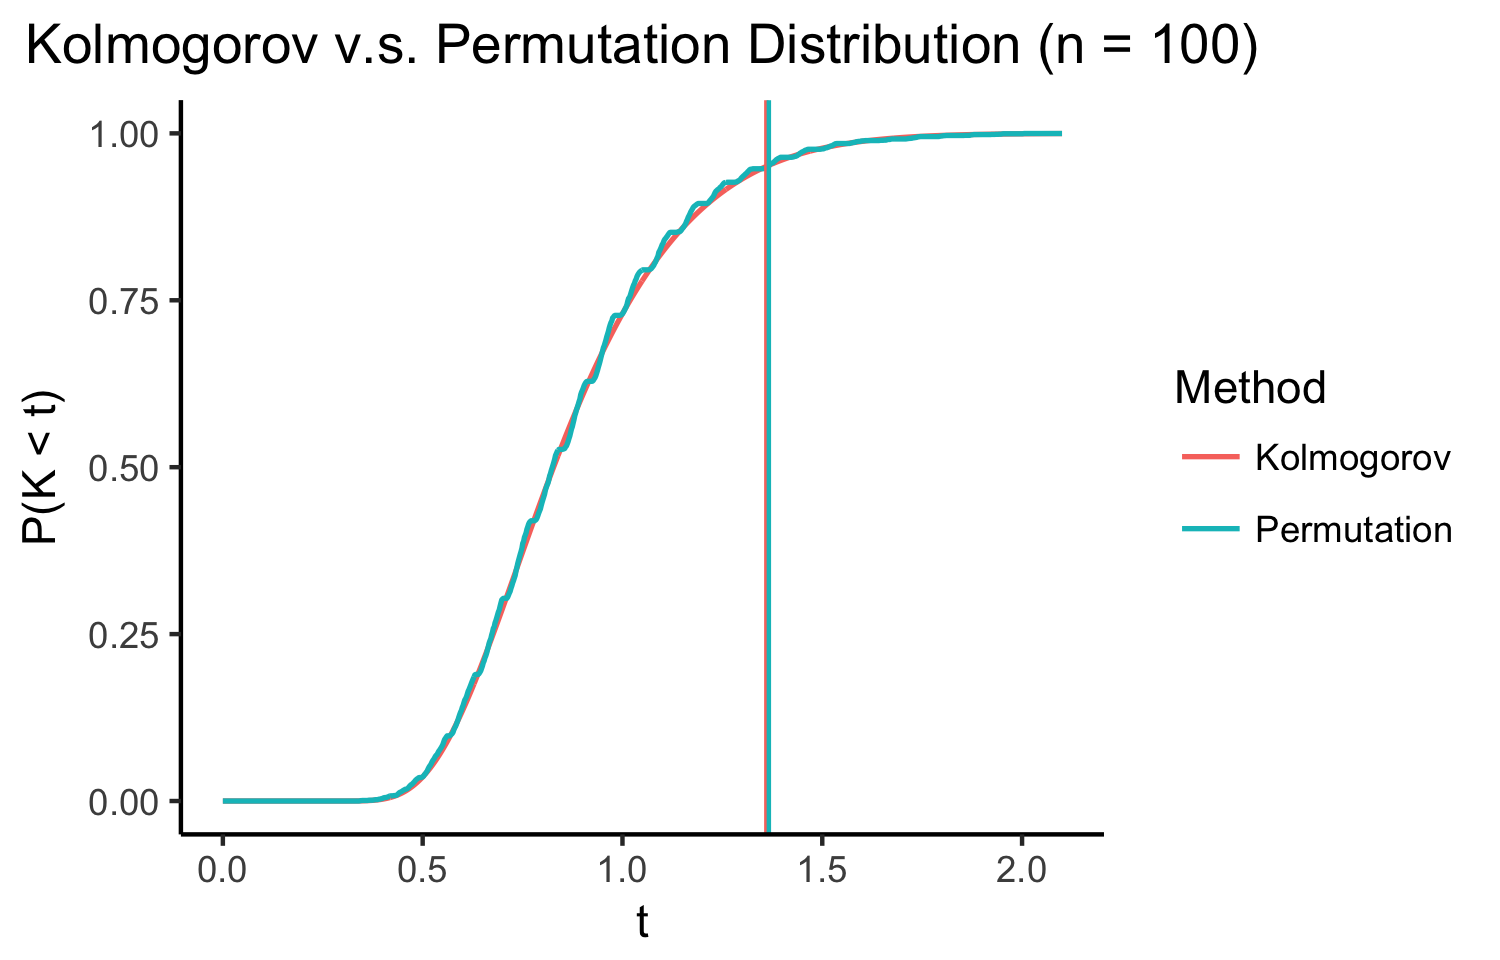 Kolmogorov v.s. Permutation Distribution (n = 100)
1.00
0.75
0.50
0.25
0.00
P(K < t)
0.0 0.5 1.0 1.5 2.0
t
Method
Kolmogorov
Permutation